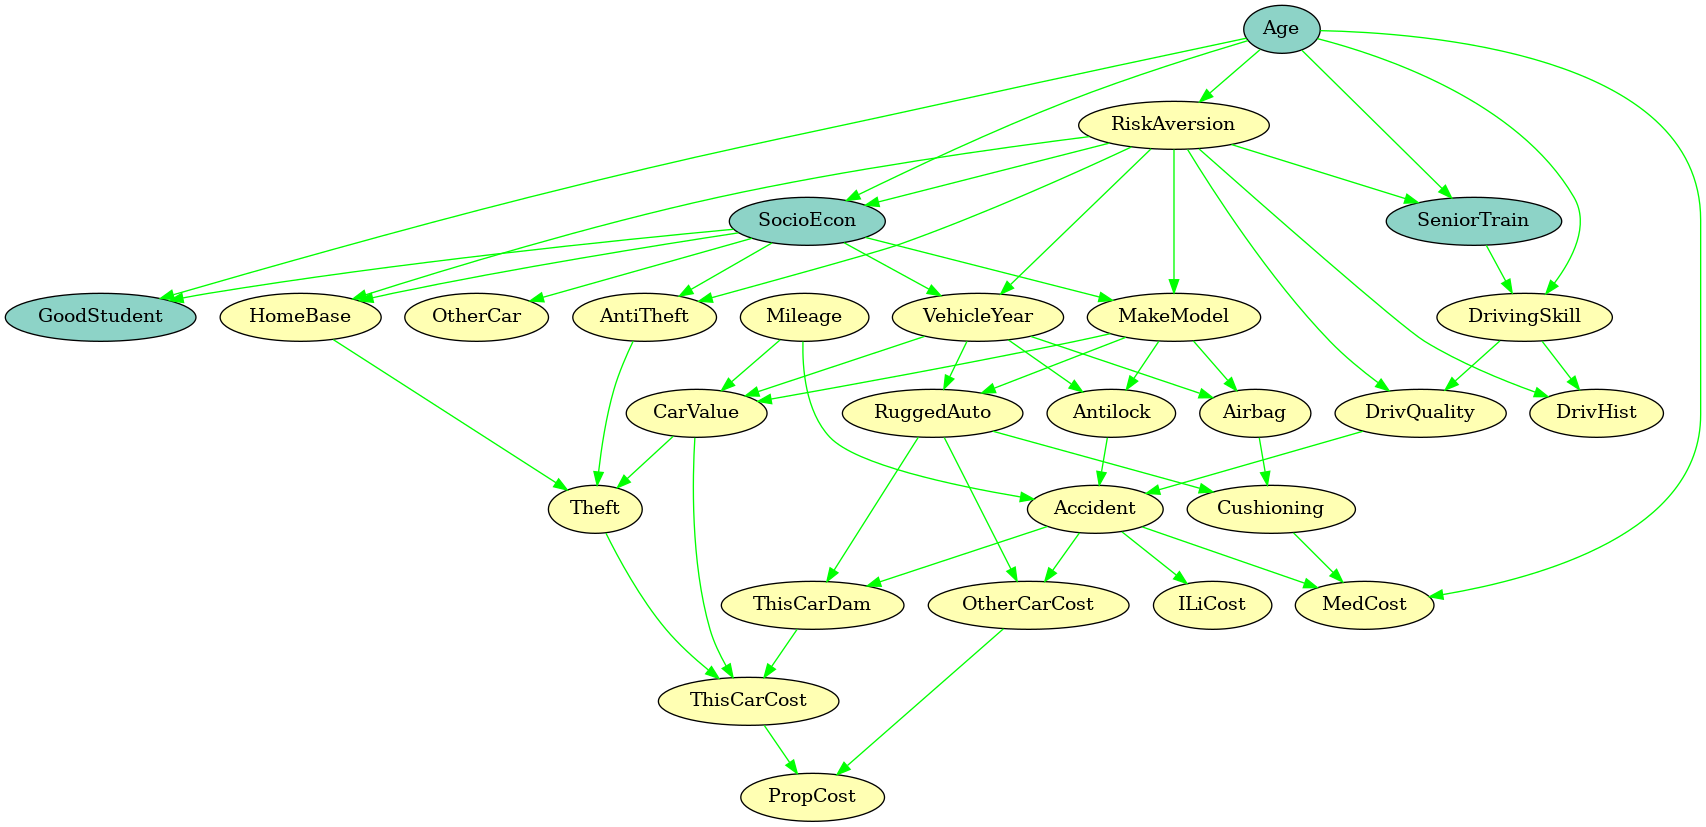 Age
RiskAversion
SocioEcon
SeniorTrain
GoodStudent
HomeBase
OtherCar
AntiTheft
Mileage
VehicleYear
MakeModel
DrivingSkill
CarValue
RuggedAuto
Antilock
Airbag
DrivQuality
DrivHist
Theft
Accident
Cushioning
ThisCarDam
OtherCarCost
ILiCost
MedCost
ThisCarCost
PropCost